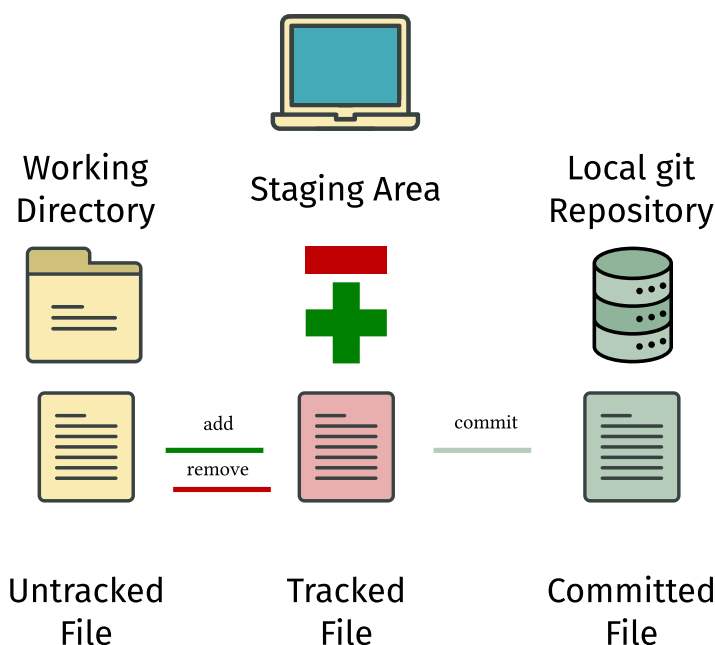 Working
Directory
Staging Area
Local git
Repository
add
remove
commit
Untracked
File
Tracked
File
Committed
File